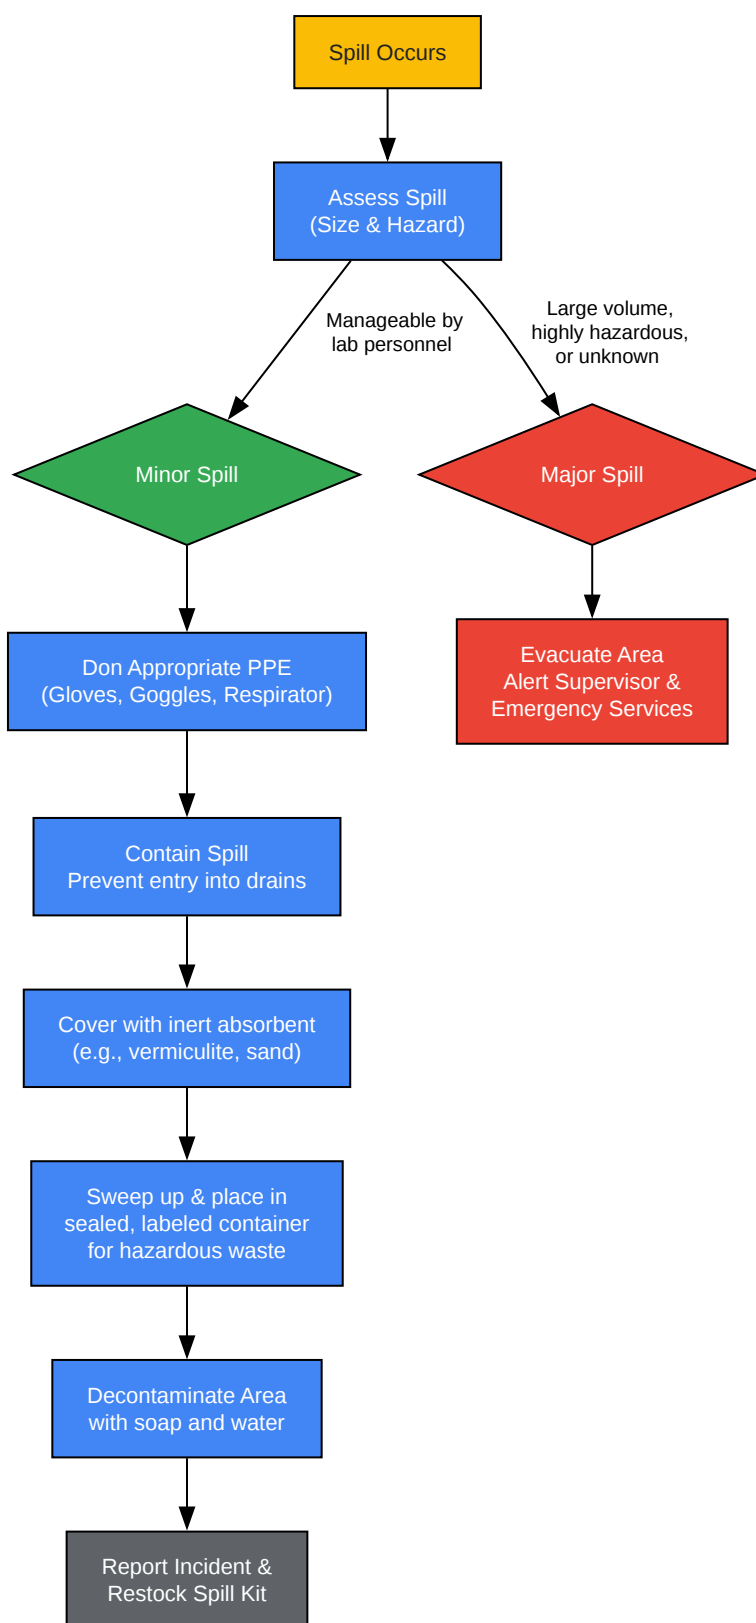 Spill Occurs
Assess Spill
(Size & Hazard)
Manageable by
lab personnel
Large volume,
highly hazardous,
or unknown
Minor Spill
Major Spill
Don Appropriate PPE
(Gloves, Goggles, Respirator)
Evacuate Area
Alert Supervisor &
Emergency Services
Contain Spill
Prevent entry into drains
Cover with inert absorbent
(e.g., vermiculite, sand)
Sweep up & place in
sealed, labeled container
for hazardous waste
Decontaminate Area
with soap and water
Report Incident &
Restock Spill Kit